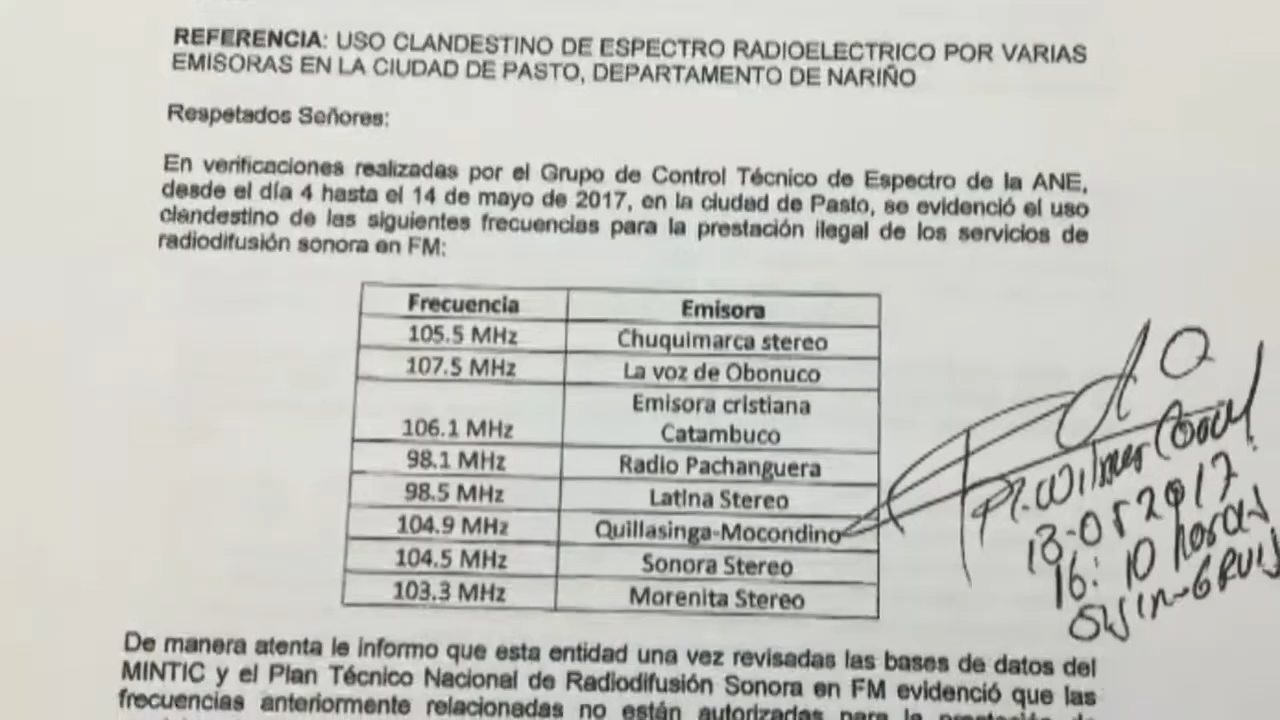 REFERENCIA: USO CLANDESTINO DE ESPECTRO RADIOELECTRICO POR VARIAS
EMISORAS EN LA CIUDAD DE PASTO, DEPARTAMENTO DE NARIÑO
Respetados Señores:
En verificaciones realizadas por el Grupo de Control Técnico de Espectro de la ANE,
desde el día 4 hasta el 14 de mayo de 2017, en la ciudad de Pasto, se evidenció el uso
clandestino de las siguientes frecuencias para la prestación ilegal de los servicios de
radiodifusión sonora en FM:
Frecuencia Emisora
105.5 MHz Chuquimarca stereo
107.5 MHz La voz de Obonuco
Emisora cristiana
106.1 MHz Catambuco
98.1 MHz Radio Pachanguera
98.5 MHz Latina Stereo
104.9 MHz Quillasinga-Mocondino
104.5 MHz Sonora Stereo
103.3 MHz Morenita Stereo
PT. Wilmer
2017
16:10 horas
De manera atenta le informo que esta entidad una vez revisadas las bases de datos del
MINTIC y el Plan Técnico Nacional de Radiodifusión Sonora en FM evidenció que las
frecuencias anteriormente relacionadas no están autorizadas para la prestación de